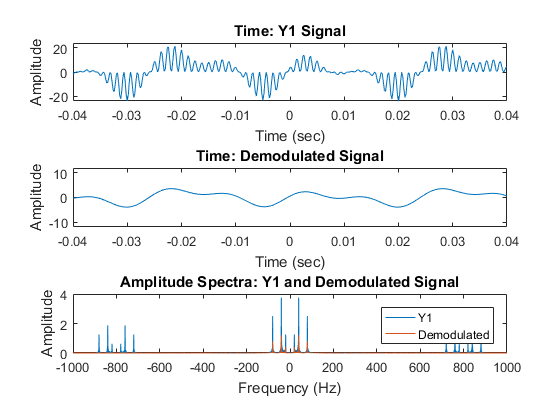 Time: Y1 Signal
20
0
-20
Amplitude
-0.04 -0.03 -0.02 -0.01 0 0.01 0.02 0.03 0.04
Time (sec)
Time: Demodulated Signal
10
0
-10
Amplitude
-0.04 -0.03 -0.02 -0.01 0 0.01 0.02 0.03 0.04
Time (sec)
Amplitude Spectra: Y1 and Demodulated Signal
4
2
0
Amplitude
Y1
Demodulated
-1000 -800 -600 -400 -200 0 200 400 600 800 1000
Frequency (Hz)